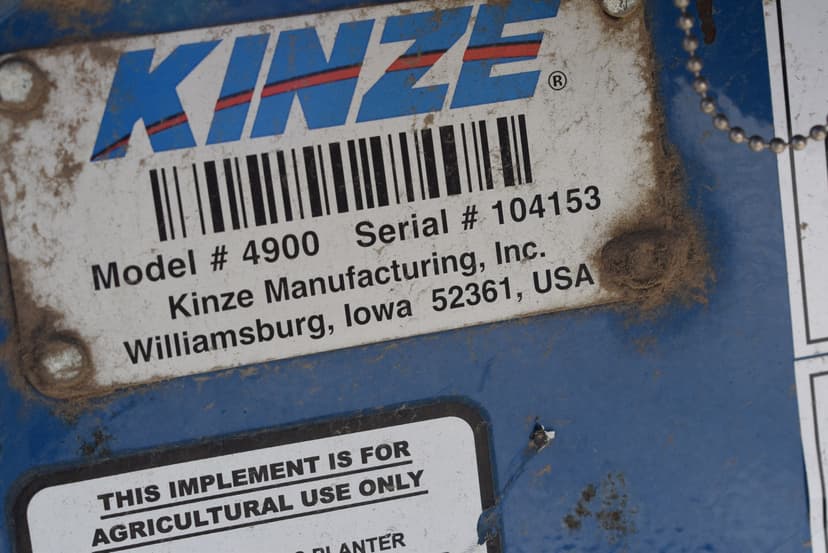 KINZE®
Model # 4900 Serial # 104153
Kinze Manufacturing, Inc.
Williamsburg, Iowa 52361, USA
THIS IMPLEMENT IS FOR
AGRICULTURAL USE ONLY
PLANTER